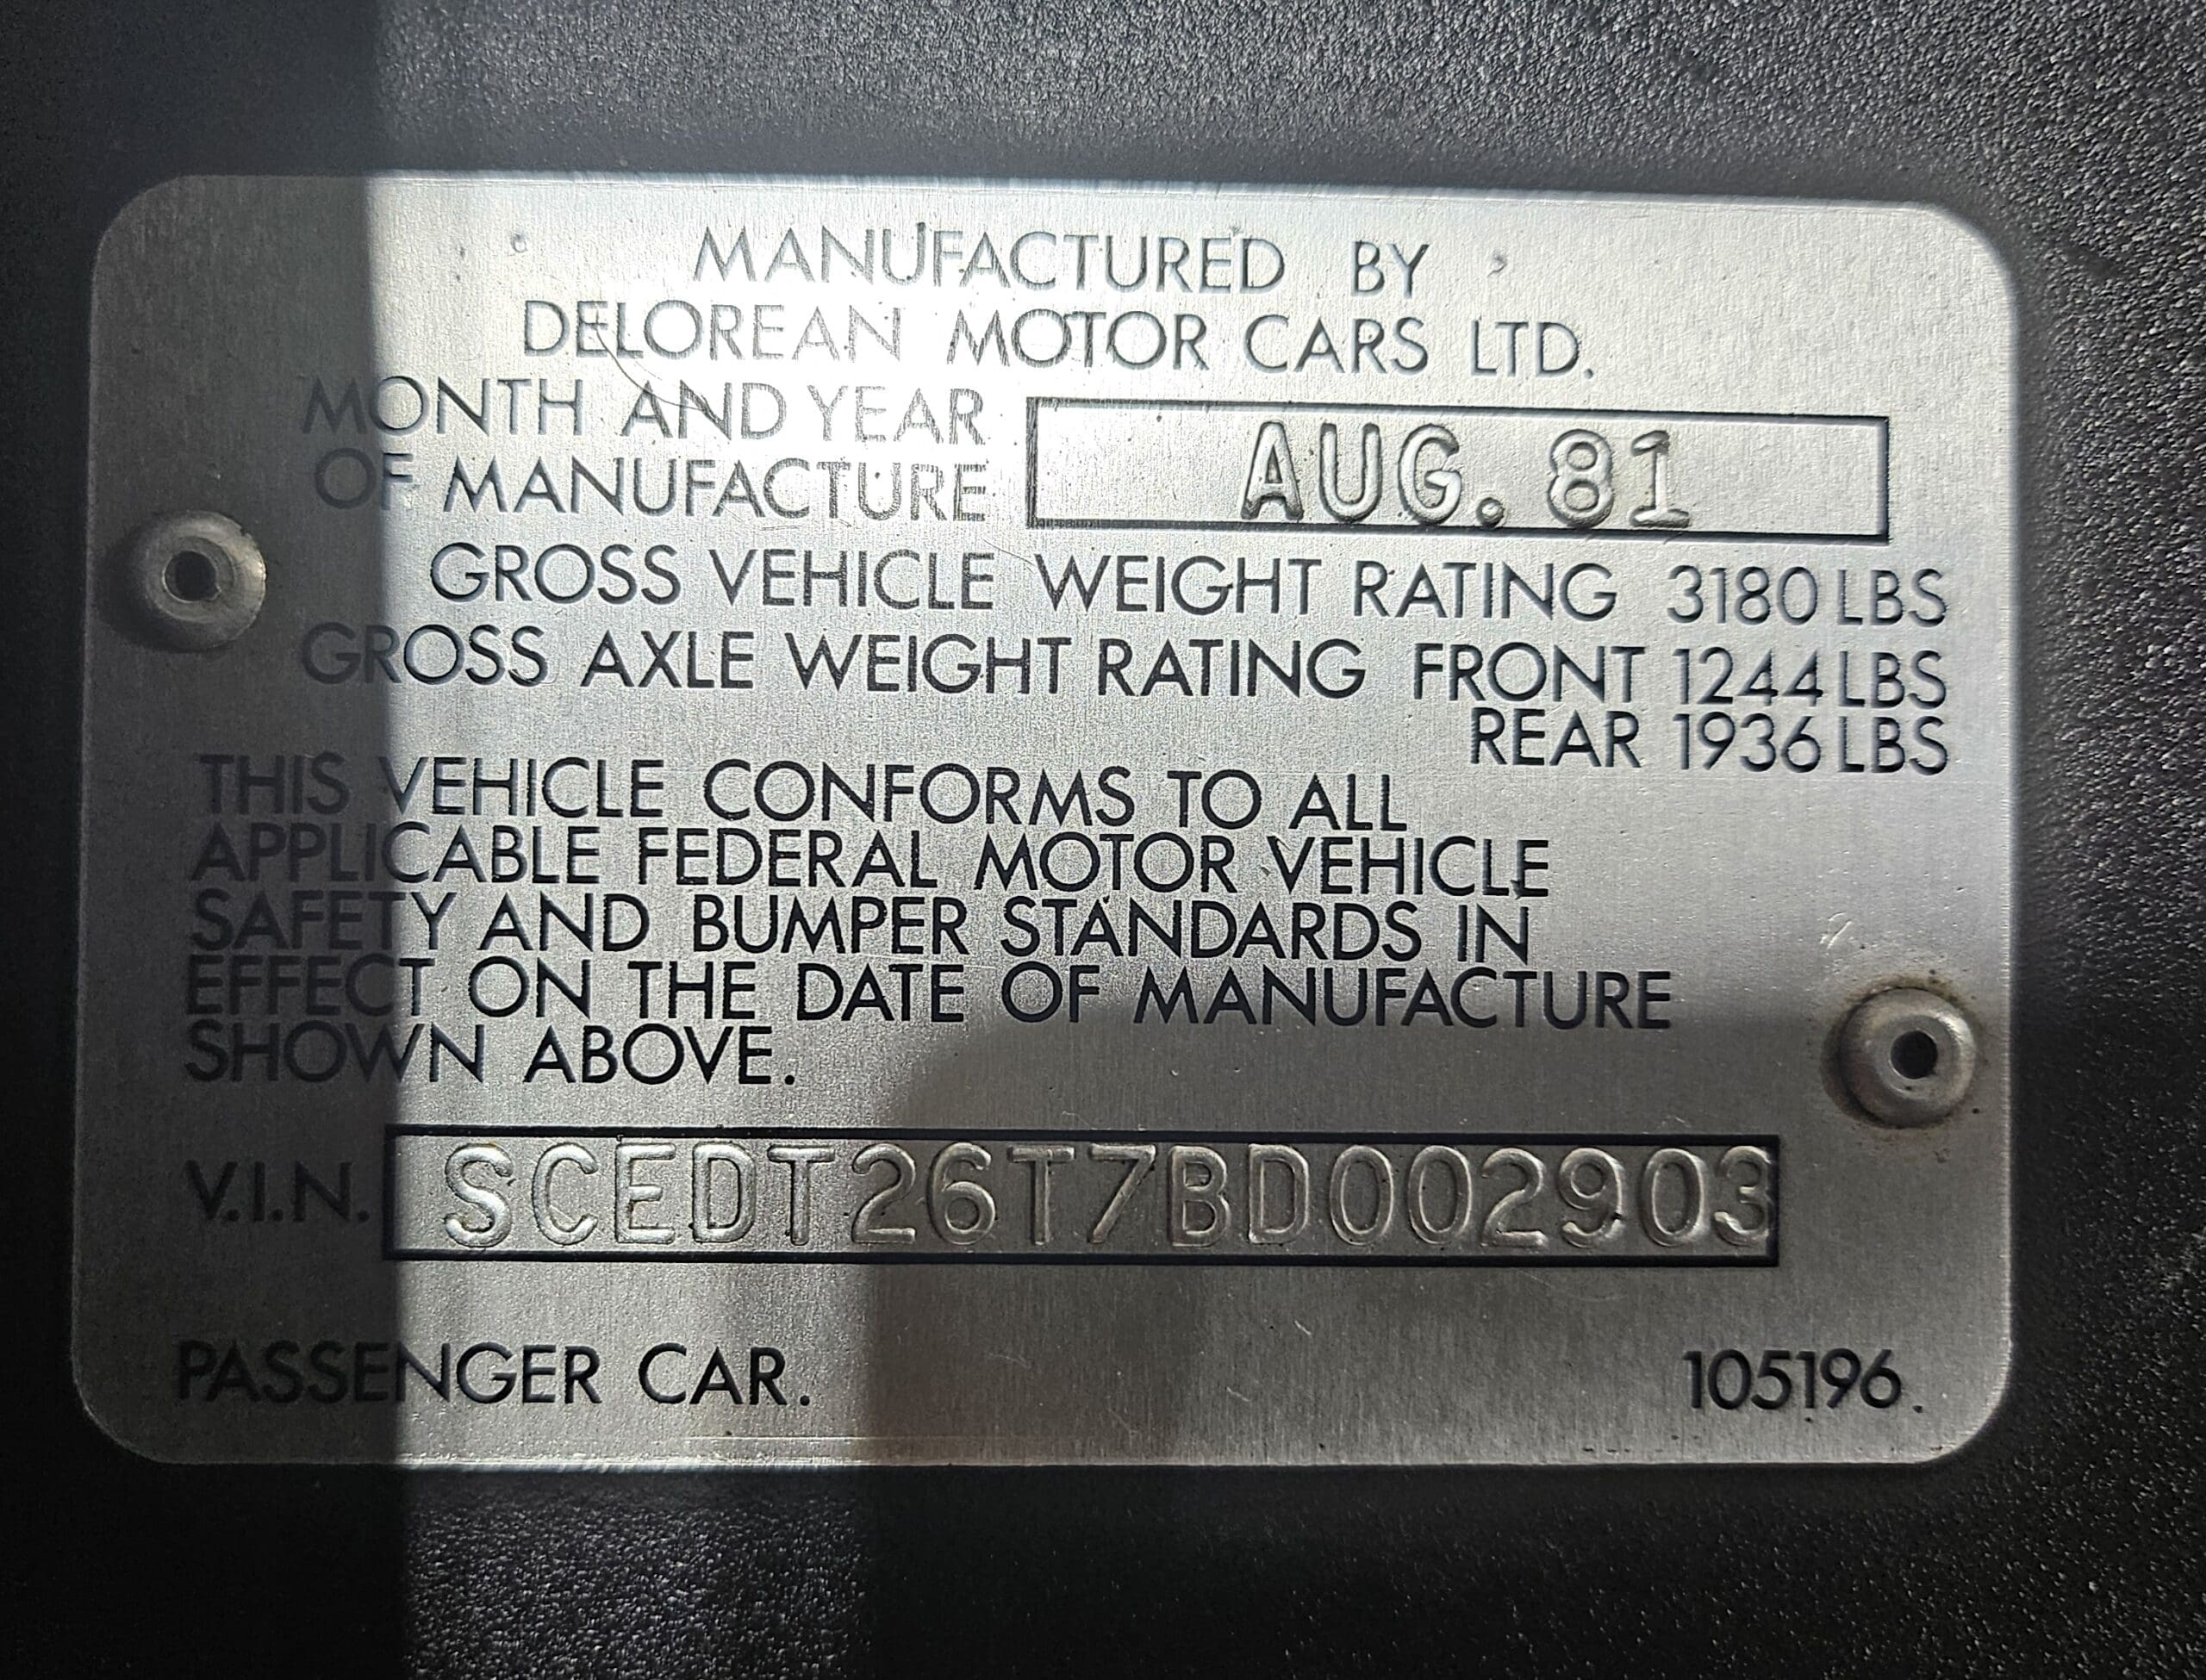 MANUFACTURED BY
DELOREAN MOTOR CARS LTD.
MONTH AND YEAR
OF MANUFACTURE
AUG. 81
GROSS VEHICLE WEIGHT RATING 3180 LBS
GROSS AXLE WEIGHT RATING FRONT 1244 LBS
REAR 1936 LBS
THIS VEHICLE CONFORMS TO ALL
APPLICABLE FEDERAL MOTOR VEHICLE
SAFETY AND BUMPER STANDARDS IN
EFFECT ON THE DATE OF MANUFACTURE
SHOWN ABOVE.
V.I.N. SCEDT26T7BD002903
PASSENGER CAR. 105196.